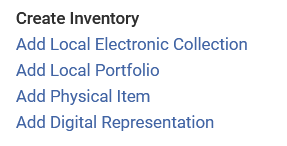 Create Inventory
Add Local Electronic Collection
Add Local Portfolio
Add Physical Item
Add Digital Representation